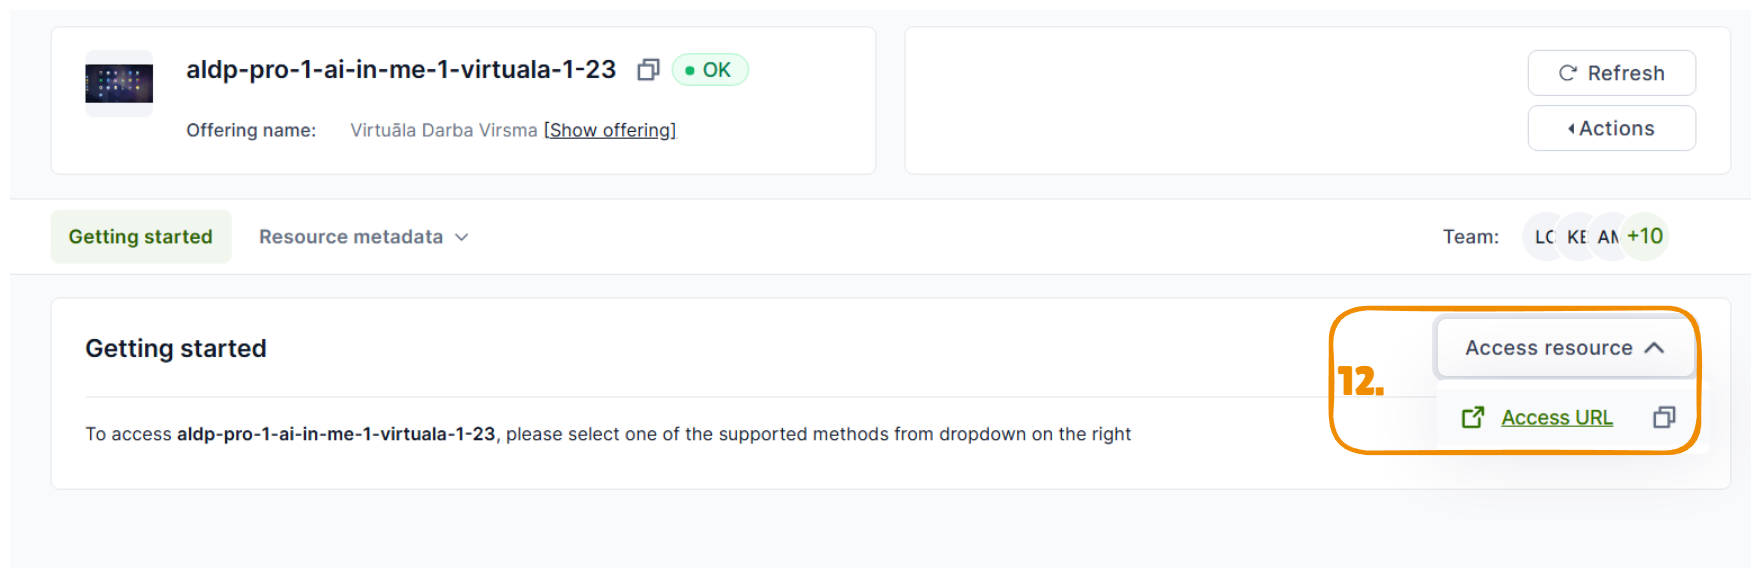 aldp-pro-1-ai-in-me-1-virtuala-1-23 OK
Offering name: Virtuāla Darba Virsma [Show offering]
Refresh
Actions
Getting started Resource metadata
Team: LC KE AM +10
Getting started
Access resource
12.
Access URL
To access aldp-pro-1-ai-in-me-1-virtuala-1-23, please select one of the supported methods from dropdown on the right